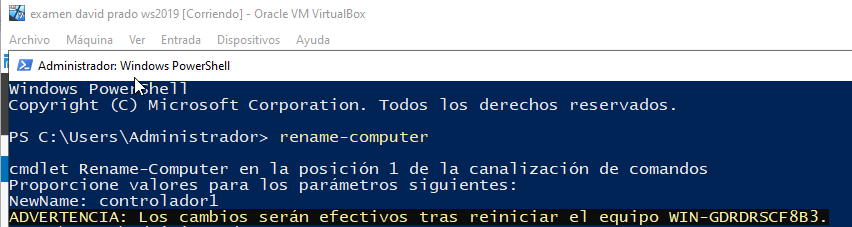 examen david prado ws2019 [Corriendo] - Oracle VM VirtualBox
Archivo Máquina Ver Entrada Dispositivos Ayuda
Administrador: Windows PowerShell
Windows PowerShell
Copyright (C) Microsoft Corporation. Todos los derechos reservados.
PS C:\Users\Administrador> rename-computer
cmdlet Rename-Computer en la posición 1 de la canalización de comandos
Proporcione valores para los parámetros siguientes:
NewName: controlador1
ADVERTENCIA: Los cambios serán efectivos tras reiniciar el equipo WIN-GDRDRSCF8B3.